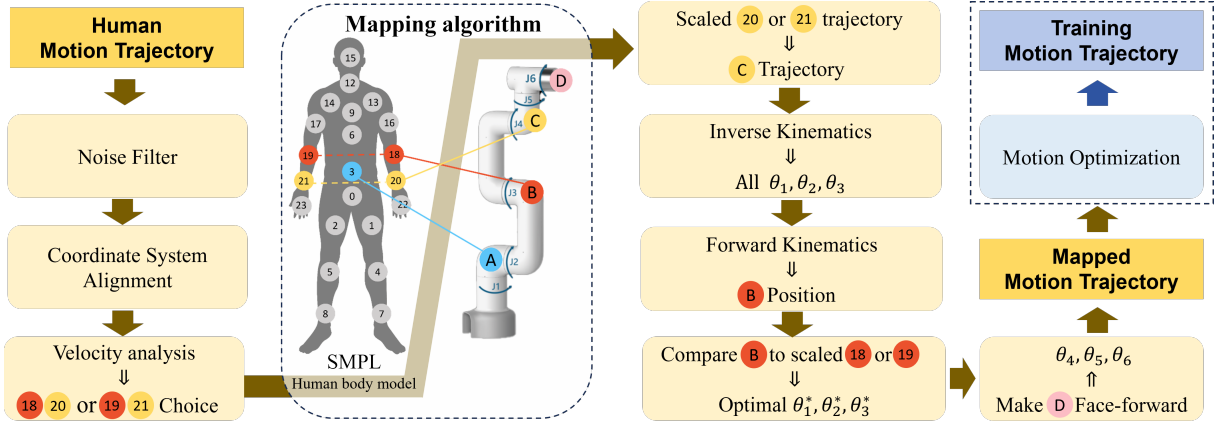 Human
Motion Trajectory
Noise Filter
Coordinate System
Alignment
Velocity analysis
⇓
18 20 or 19 21 Choice
Mapping algorithm
15
12
14 13
9
17 16
6
19 18
3
21 20
0
23 22
2 1
5 4
8 7
SMPL
Human body model
J6 D
J5
J4 C
J3 B
A J2
J1
Scaled 20 or 21 trajectory
⇓
C Trajectory
Inverse Kinematics
⇓
All θ₁, θ₂, θ₃
Forward Kinematics
⇓
B Position
Compare B to scaled 18 or 19
⇓
Optimal θ₁*, θ₂*, θ₃*
θ₄, θ₅, θ₆
⇑
Make D Face-forward
Mapped
Motion Trajectory
Motion Optimization
Training
Motion Trajectory